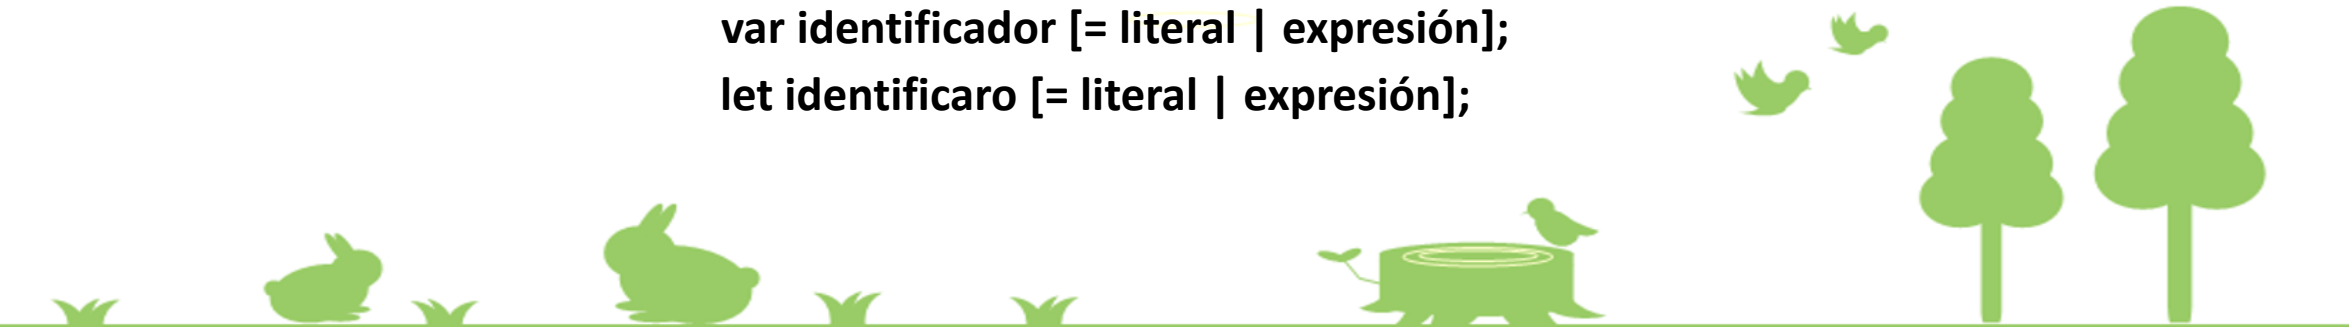 var identificador [= literal | expresión];
let identificaro [= literal | expresión];